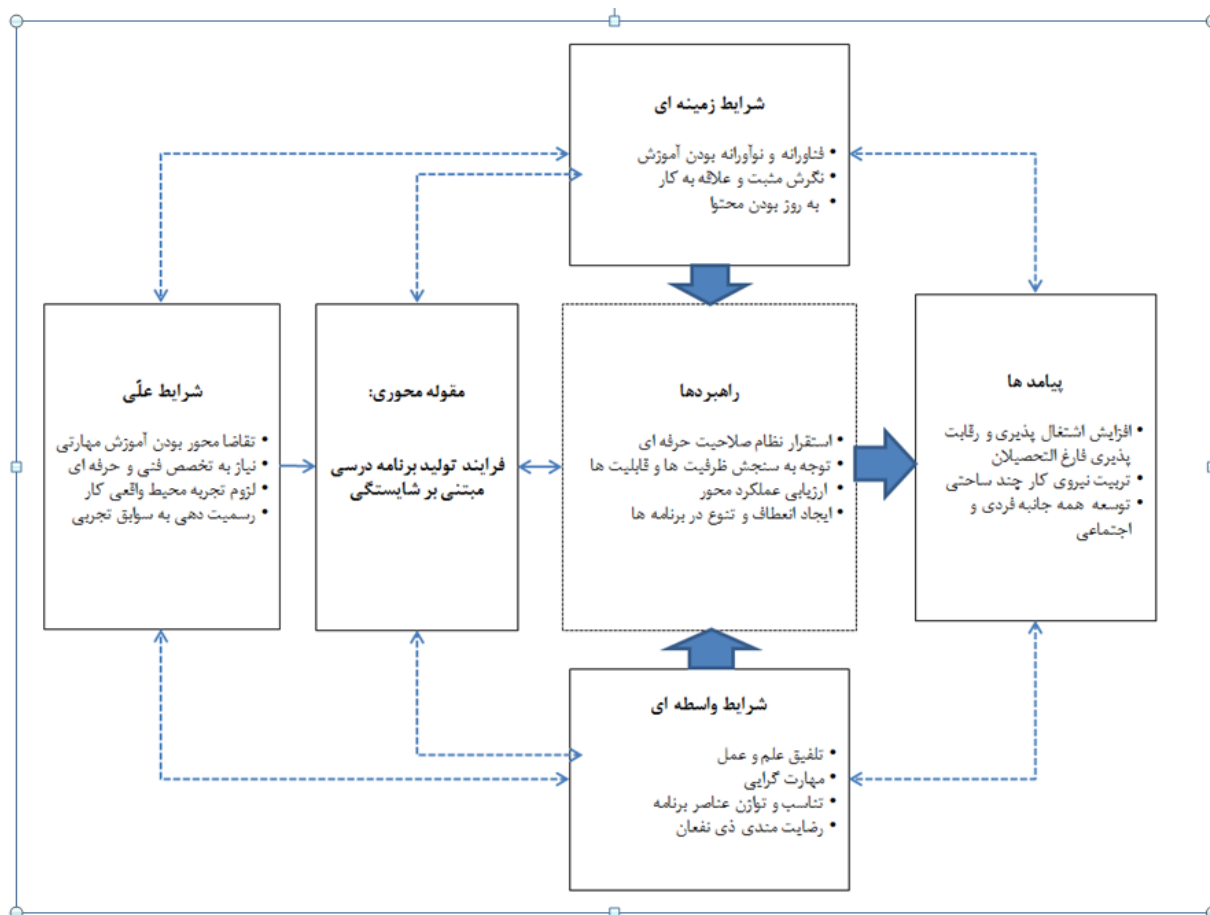 شرایط زمینه ای
• فناورانه و نوآورانه بودن آموزش
• نگرش مثبت و علاقه به کار
• به روز بودن محتوا
شرایط علّی
• تقاضا محور بودن آموزش مهارتی
• نیاز به تخصص فنی و حرفه ای
• لزوم تجربه محیط واقعی کار
• رسمیت دهی به سوابق تجربی
مقوله محوری:
فرایند تولید برنامه درسی
مبتنی بر شایستگی
راهبردها
• استقرار نظام صلاحیت حرفه ای
• توجه به سنجش ظرفیت ها و قابلیت ها
• ارزیابی عملکرد محور
• ایجاد انعطاف و تنوع در برنامه ها
پیامد ها
• افزایش اشتغال پذیری و رقابت
پذیری فارغ التحصیلان
• تربیت نیروی کار چند ساحتی
• توسعه همه جانبه فردی و
اجتماعی
شرایط واسطه ای
• تلفیق علم و عمل
• مهارت گرایی
• تناسب و توازن عناصر برنامه
• رضایت مندی ذی نفعان